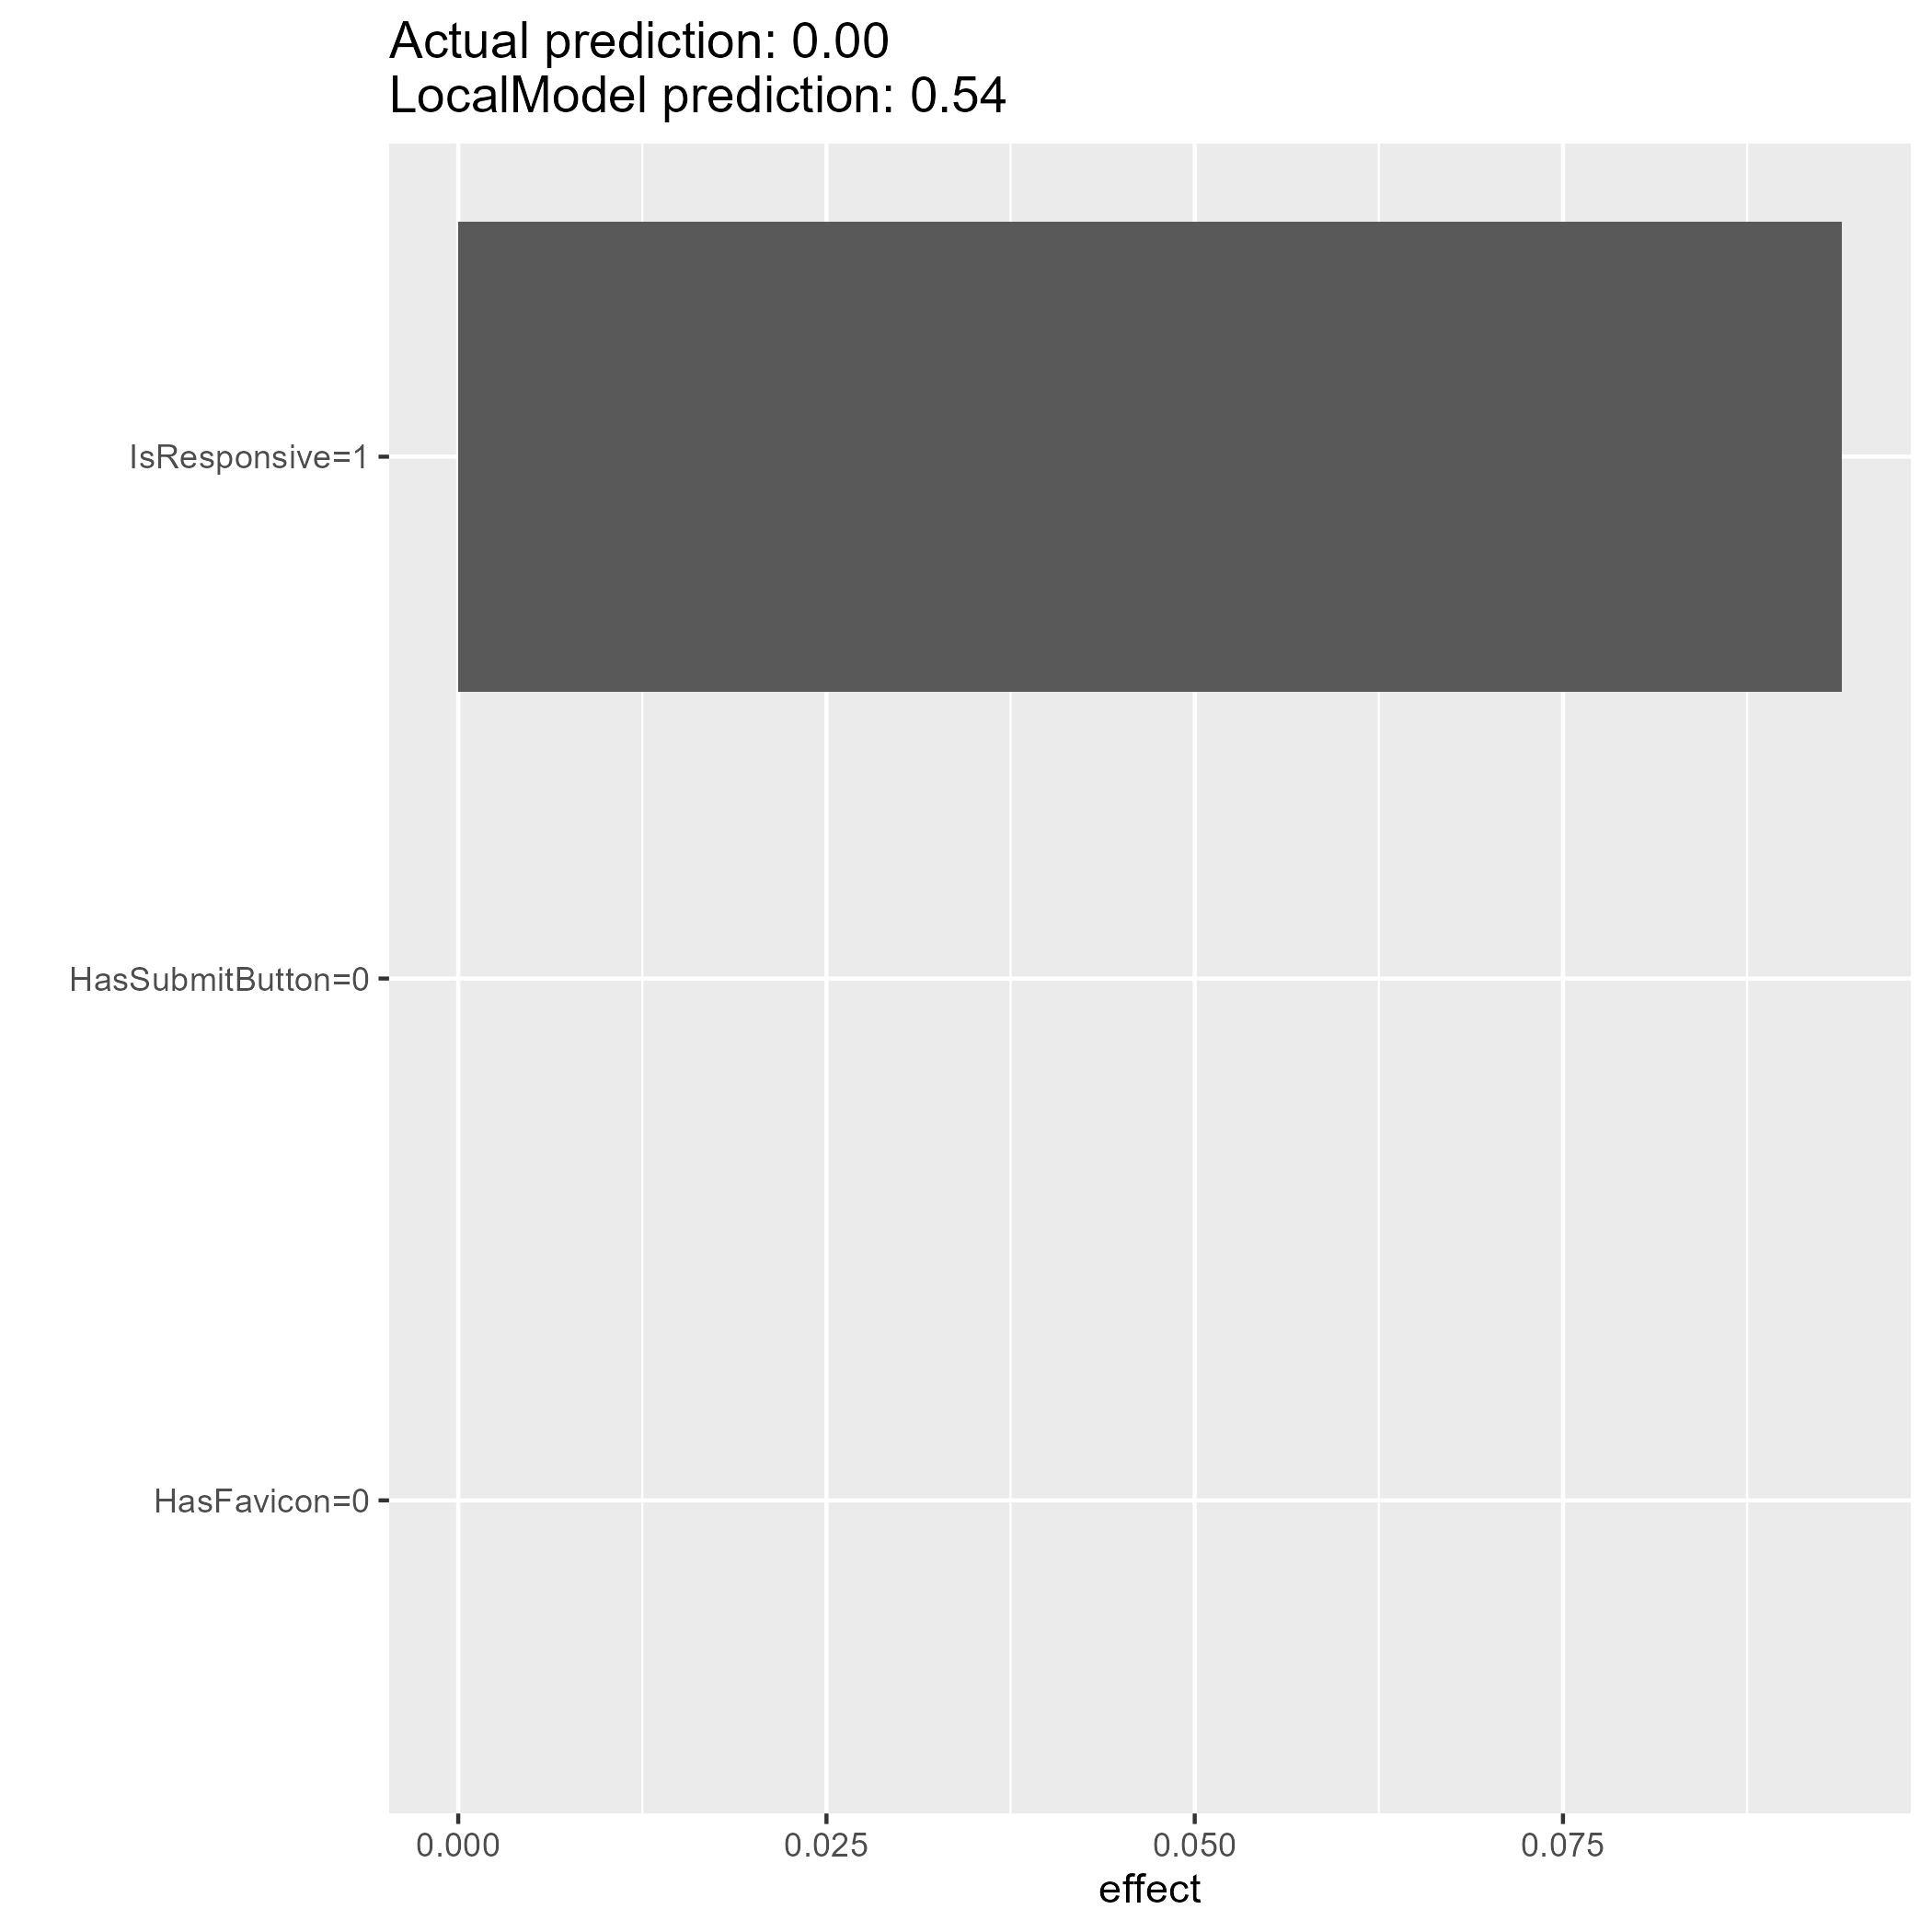 Actual prediction: 0.00
LocalModel prediction: 0.54
IsResponsive=1
HasSubmitButton=0
HasFavicon=0
0.000 0.025 0.050 0.075
effect